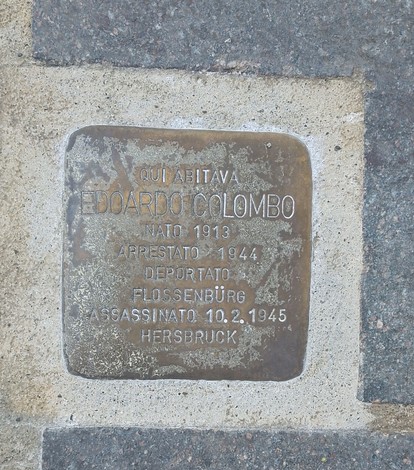 QUI ABITAVA
EDOARDO COLOMBO
NATO 1913
ARRESTATO 1944
DEPORTATO
FLOSSENBÜRG
ASSASSINATO 10.2.1945
HERSBRUCK